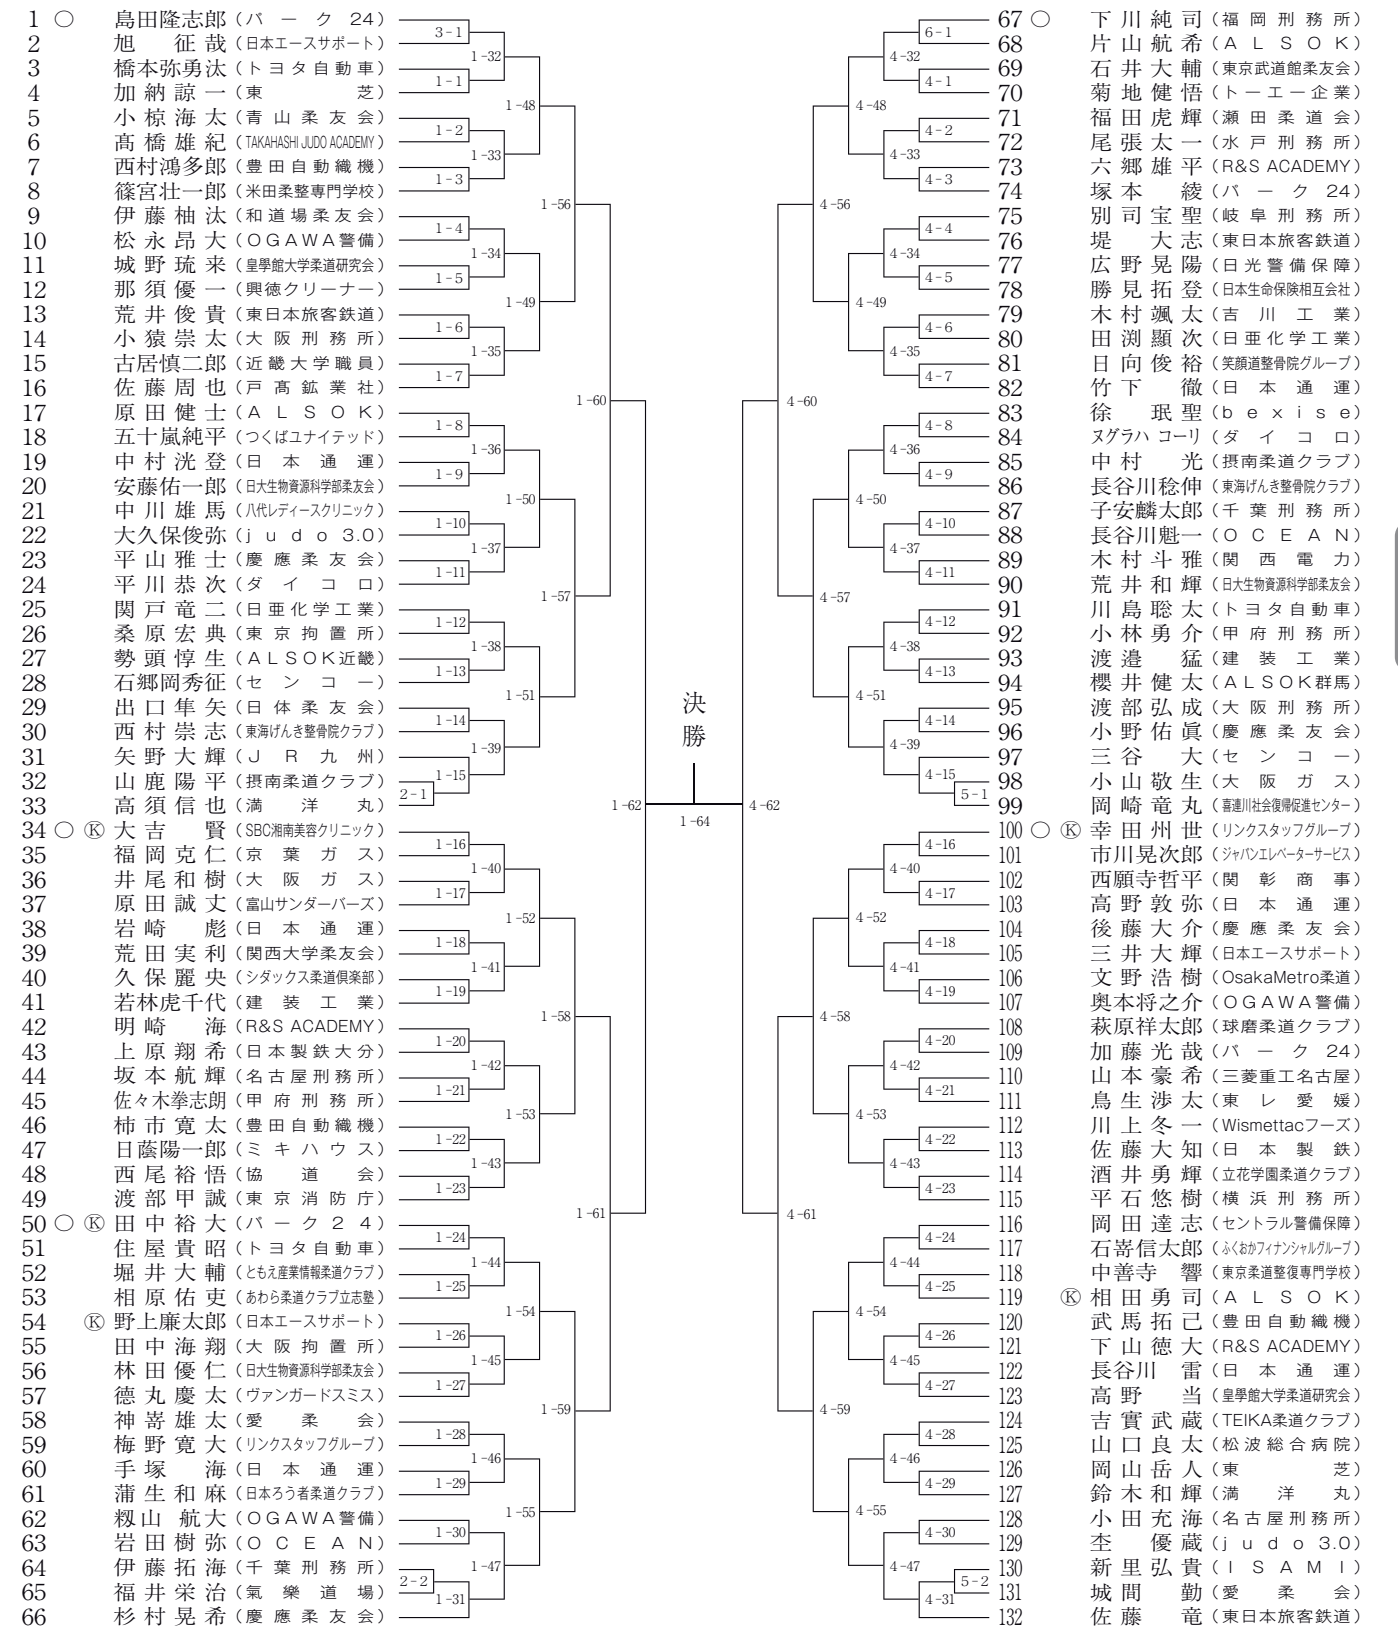 1 ○ 島田隆志郎(パーク24)
2 旭 征哉(日本エースサポート)
3 橋本弥勇汰(トヨタ自動車)
4 加納諒一(東芝)
5 小椋海太(青山柔友会)
6 髙橋雄紀(TAKAHASHI JUDO ACADEMY)
7 西村鴻多郎(豊田自動織機)
8 篠宮壮一郎(米田柔整専門学校)
9 伊藤柚汰(和道場柔友会)
10 松永昂大(OGAWA警備)
11 城野琉来(皇學館大学柔道研究会)
12 那須優一(興徳クリーナー)
13 荒井俊貴(東日本旅客鉄道)
14 小猿崇太(大阪刑務所)
15 古居慎二郎(近畿大学職員)
16 佐藤周也(戸髙鉱業社)
17 原田健士(ALSOK)
18 五十嵐純平(つくばユナイテッド)
19 中村洸登(日本通運)
20 安藤佑一郎(日大生物資源科学部柔友会)
21 中川雄馬(八代レディースクリニック)
22 大久保俊弥(judo3.0)
23 平山雅士(慶應柔友会)
24 平川恭次(ダイコロ)
25 関戸竜二(日亜化学工業)
26 桑原宏典(東京拘置所)
27 勢頭惇生(ALSOK近畿)
28 石郷岡秀征(センコー)
29 出口隼矢(日体柔友会)
30 西村崇志(東海げんき整骨院クラブ)
31 矢野大輝(JR九州)
32 山鹿陽平(摂南柔道クラブ)
33 高須信也(満洋丸)
34 ○ Ⓚ 大吉 賢(SBC湘南美容クリニック)
35 福岡克仁(京葉ガス)
36 井尾和樹(大阪ガス)
37 原田誠丈(富山サンダーバーズ)
38 岩崎 彪(日本通運)
39 荒田実利(関西大学柔友会)
40 久保麗央(シダックス柔道倶楽部)
41 若林虎千代(建装工業)
42 明崎 海(R&S ACADEMY)
43 上原翔希(日本製鉄大分)
44 坂本航輝(名古屋刑務所)
45 佐々木拳志朗(甲府刑務所)
46 柿市寛太(豊田自動織機)
47 日蔭陽一郎(ミキハウス)
48 西尾裕悟(協道会)
49 渡部甲誠(東京消防庁)
50 ○ Ⓚ 田中裕大(パーク24)
51 住屋貴昭(トヨタ自動車)
52 堀井大輔(ともえ産業情報柔道クラブ)
53 相原佑吏(あわら柔道クラブ立志塾)
54 Ⓚ 野上廉太郎(日本エースサポート)
55 田中海翔(大阪拘置所)
56 林田優仁(日大生物資源科学部柔友会)
57 德丸慶太(ヴァンガードスミス)
58 神嵜雄太(愛柔会)
59 梅野寛大(リンクスタッフグループ)
60 手塚 海(日本通運)
61 蒲生和麻(日本ろう者柔道クラブ)
62 籾山航大(OGAWA警備)
63 岩田樹弥(OCEAN)
64 伊藤拓海(千葉刑務所)
65 福井栄治(氣樂道場)
66 杉村晃希(慶應柔友会)
3-1
1-1
1-2
1-3
1-4
1-5
1-6
1-7
1-8
1-9
1-10
1-11
1-12
1-13
1-14
1-15
2-1
1-16
1-17
1-18
1-19
1-20
1-21
1-22
1-23
1-24
1-25
1-26
1-27
1-28
1-29
1-30
2-2
1-31
1-32
1-33
1-34
1-35
1-36
1-37
1-38
1-39
1-40
1-41
1-42
1-43
1-44
1-45
1-46
1-47
1-48
1-49
1-50
1-51
1-52
1-53
1-54
1-55
1-56
1-57
1-58
1-59
1-60
1-61
1-62
決勝
1-64
4-62
4-60
4-61
4-56
4-57
4-58
4-59
4-48
4-49
4-50
4-51
4-52
4-53
4-54
4-55
4-32
4-33
4-34
4-35
4-36
4-37
4-38
4-39
4-40
4-41
4-42
4-43
4-44
4-45
4-46
4-47
6-1
4-1
4-2
4-3
4-4
4-5
4-6
4-7
4-8
4-9
4-10
4-11
4-12
4-13
4-14
4-15
5-1
4-16
4-17
4-18
4-19
4-20
4-21
4-22
4-23
4-24
4-25
4-26
4-27
4-28
4-29
4-30
5-2
4-31
67 ○ 下川純司(福岡刑務所)
68 片山航希(ALSOK)
69 石井大輔(東京武道館柔友会)
70 菊地健悟(トーエー企業)
71 福田虎輝(瀬田柔道会)
72 尾張太一(水戸刑務所)
73 六郷雄平(R&S ACADEMY)
74 塚本 綾(パーク24)
75 別司宝聖(岐阜刑務所)
76 堤 大志(東日本旅客鉄道)
77 広野晃陽(日光警備保障)
78 勝見拓登(日本生命保険相互会社)
79 木村颯太(吉川工業)
80 田渕顕次(日亜化学工業)
81 日向俊裕(笑顔道整骨院グループ)
82 竹下 徹(日本通運)
83 徐 珉聖(bexise)
84 ヌグラハ コーリ(ダイコロ)
85 中村 光(摂南柔道クラブ)
86 長谷川稔伸(東海げんき整骨院クラブ)
87 子安麟太郎(千葉刑務所)
88 長谷川魁一(OCEAN)
89 木村斗雅(関西電力)
90 荒井和輝(日大生物資源科学部柔友会)
91 川島聡太(トヨタ自動車)
92 小林勇介(甲府刑務所)
93 渡邉 猛(建装工業)
94 櫻井健太(ALSOK群馬)
95 渡部弘成(大阪刑務所)
96 小野佑眞(慶應柔友会)
97 三谷 大(センコー)
98 小山敬生(大阪ガス)
99 岡崎竜丸(喜連川社会復帰促進センター)
100 ○ Ⓚ 幸田州世(リンクスタッフグループ)
101 市川晃次郎(ジャパンエレベーターサービス)
102 西願寺哲平(関彰商事)
103 高野敦弥(日本通運)
104 後藤大介(慶應柔友会)
105 三井大輝(日本エースサポート)
106 文野浩樹(OsakaMetro柔道)
107 奥本将之介(OGAWA警備)
108 萩原祥太郎(球磨柔道クラブ)
109 加藤光哉(パーク24)
110 山本豪希(三菱重工名古屋)
111 鳥生渉太(東レ愛媛)
112 川上冬一(Wismettacフーズ)
113 佐藤大知(日本製鉄)
114 酒井勇輝(立花学園柔道クラブ)
115 平石悠樹(横浜刑務所)
116 岡田達志(セントラル警備保障)
117 石嵜信太郎(ふくおかフィナンシャルグループ)
118 中善寺 響(東京柔道整復専門学校)
119 Ⓚ 相田勇司(ALSOK)
120 武馬拓己(豊田自動織機)
121 下山徳大(R&S ACADEMY)
122 長谷川 雷(日本通運)
123 高野 当(皇學館大学柔道研究会)
124 吉實武蔵(TEIKA柔道クラブ)
125 山口良太(松波総合病院)
126 岡山岳人(東芝)
127 鈴木和輝(満洋丸)
128 小田充海(名古屋刑務所)
129 李 優蔵(judo3.0)
130 新里弘貴(ISAMI)
131 城間 勤(愛柔会)
132 佐藤 竜(東日本旅客鉄道)